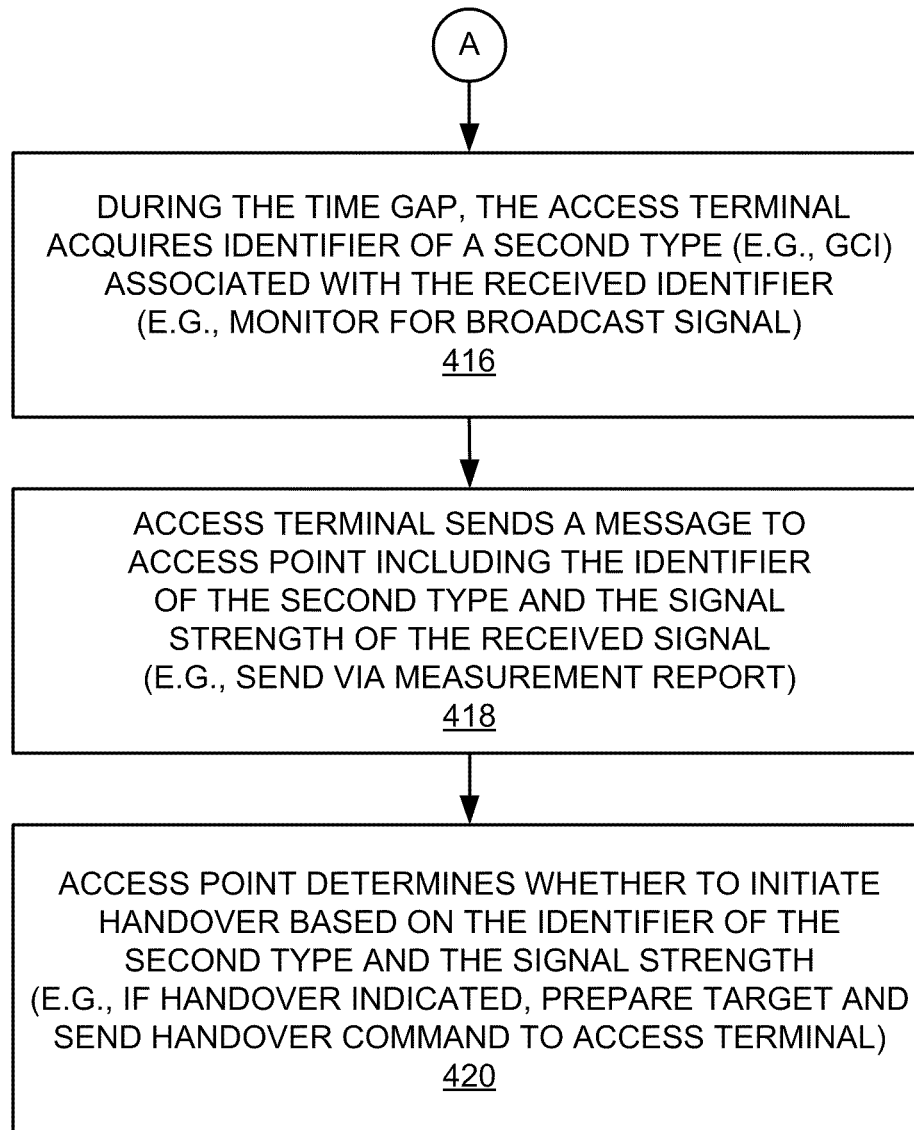 A
DURING THE TIME GAP, THE ACCESS TERMINAL
ACQUIRES IDENTIFIER OF A SECOND TYPE (E.G., GCI)
ASSOCIATED WITH THE RECEIVED IDENTIFIER
(E.G., MONITOR FOR BROADCAST SIGNAL)
416
ACCESS TERMINAL SENDS A MESSAGE TO
ACCESS POINT INCLUDING THE IDENTIFIER
OF THE SECOND TYPE AND THE SIGNAL
STRENGTH OF THE RECEIVED SIGNAL
(E.G., SEND VIA MEASUREMENT REPORT)
418
ACCESS POINT DETERMINES WHETHER TO INITIATE
HANDOVER BASED ON THE IDENTIFIER OF THE
SECOND TYPE AND THE SIGNAL STRENGTH
(E.G., IF HANDOVER INDICATED, PREPARE TARGET AND
SEND HANDOVER COMMAND TO ACCESS TERMINAL)
420